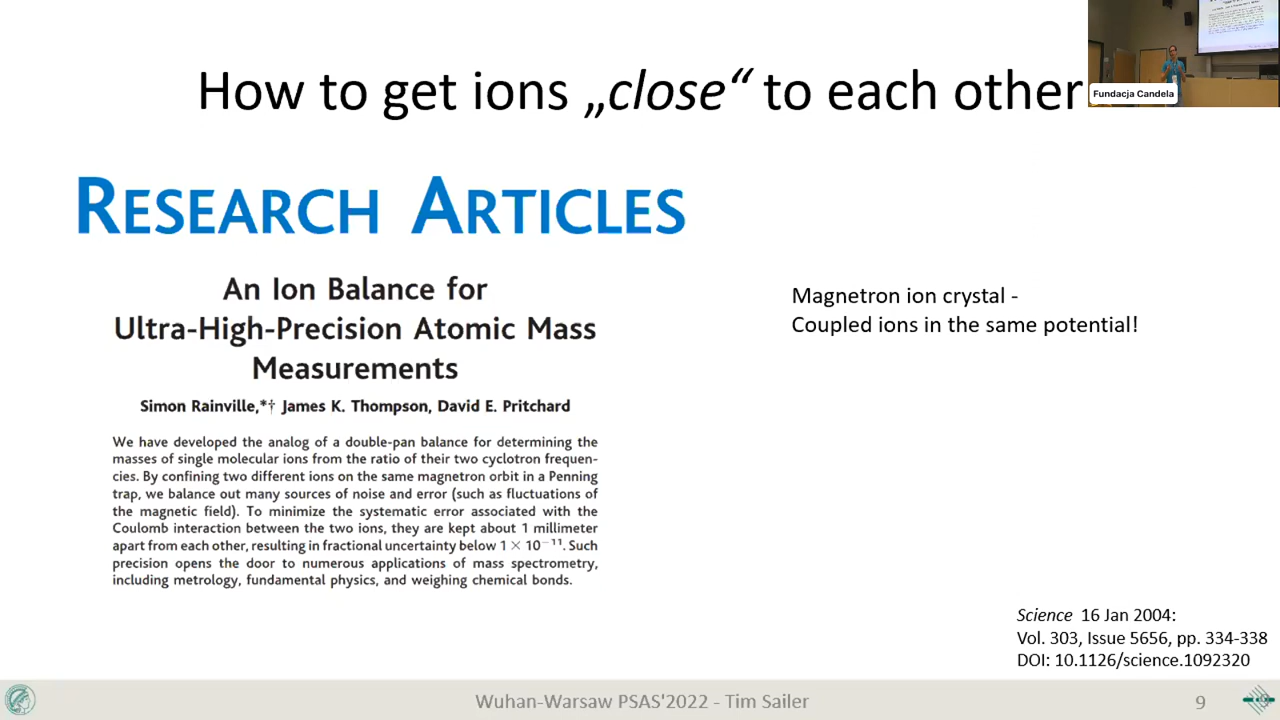 How to get ions „close“ to each other
Fundacja Candela
RESEARCH ARTICLES
An Ion Balance for
Ultra-High-Precision Atomic Mass
Measurements
Simon Rainville,*† James K. Thompson, David E. Pritchard
We have developed the analog of a double-pan balance for determining the
masses of single molecular ions from the ratio of their two cyclotron frequen-
cies. By confining two different ions on the same magnetron orbit in a Penning
trap, we balance out many sources of noise and error (such as fluctuations of
the magnetic field). To minimize the systematic error associated with the
Coulomb interaction between the two ions, they are kept about 1 millimeter
apart from each other, resulting in fractional uncertainty below 1 × 10⁻¹¹. Such
precision opens the door to numerous applications of mass spectrometry,
including metrology, fundamental physics, and weighing chemical bonds.
Magnetron ion crystal -
Coupled ions in the same potential!
Science 16 Jan 2004:
Vol. 303, Issue 5656, pp. 334-338
DOI: 10.1126/science.1092320
Wuhan-Warsaw PSAS'2022 - Tim Sailer
9